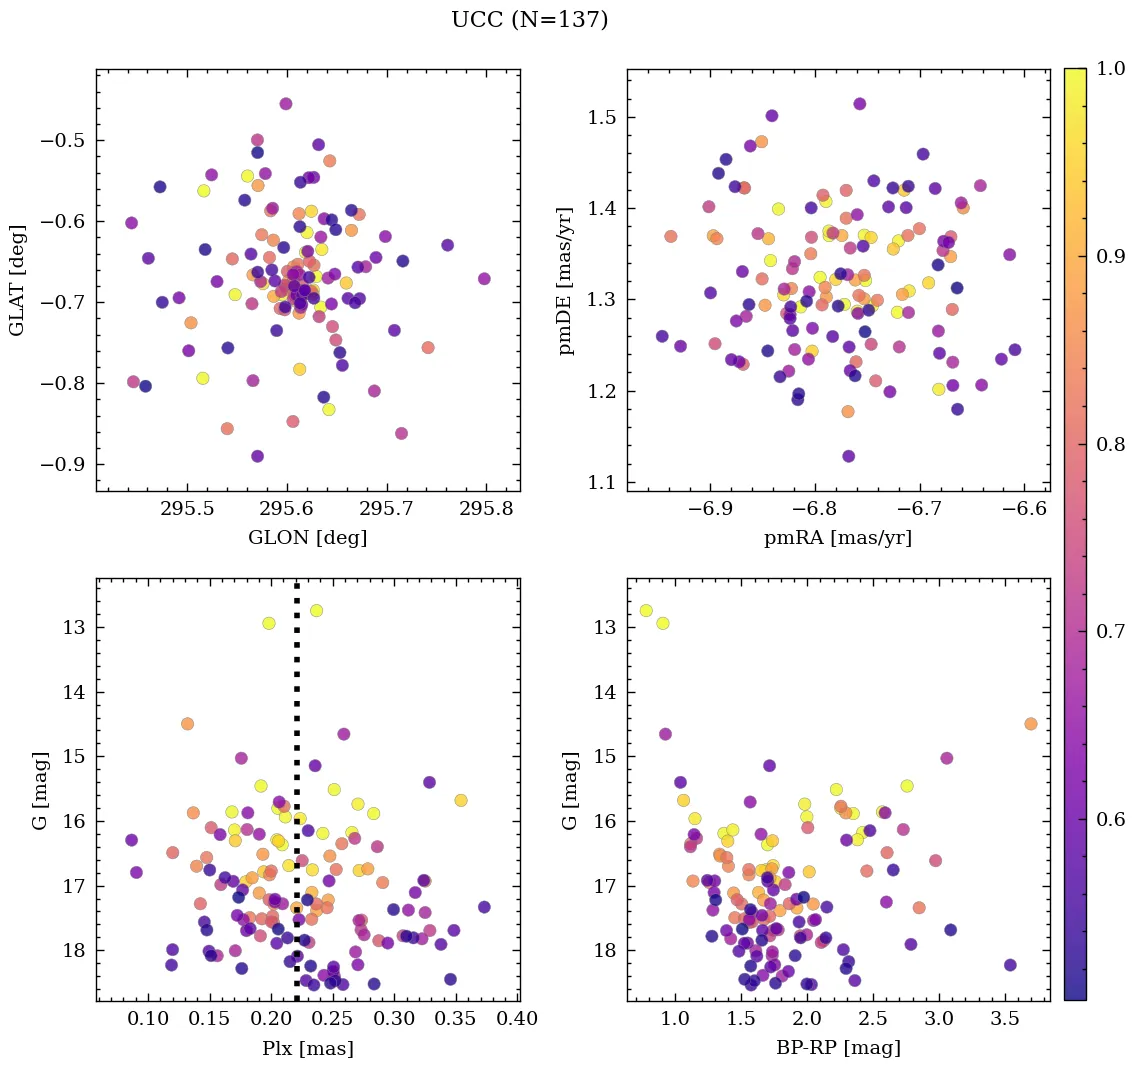 UCC (N=137)
−0.5
−0.6
−0.7
−0.8
−0.9
GLAT [deg]
295.5 295.6 295.7 295.8
GLON [deg]
1.5
1.4
1.3
1.2
1.1
pmDE [mas/yr]
−6.9 −6.8 −6.7 −6.6
pmRA [mas/yr]
1.0
0.9
0.8
0.7
0.6
13
14
15
16
17
18
G [mag]
0.10 0.15 0.20 0.25 0.30 0.35 0.40
Plx [mas]
13
14
15
16
17
18
G [mag]
1.0 1.5 2.0 2.5 3.0 3.5
BP-RP [mag]